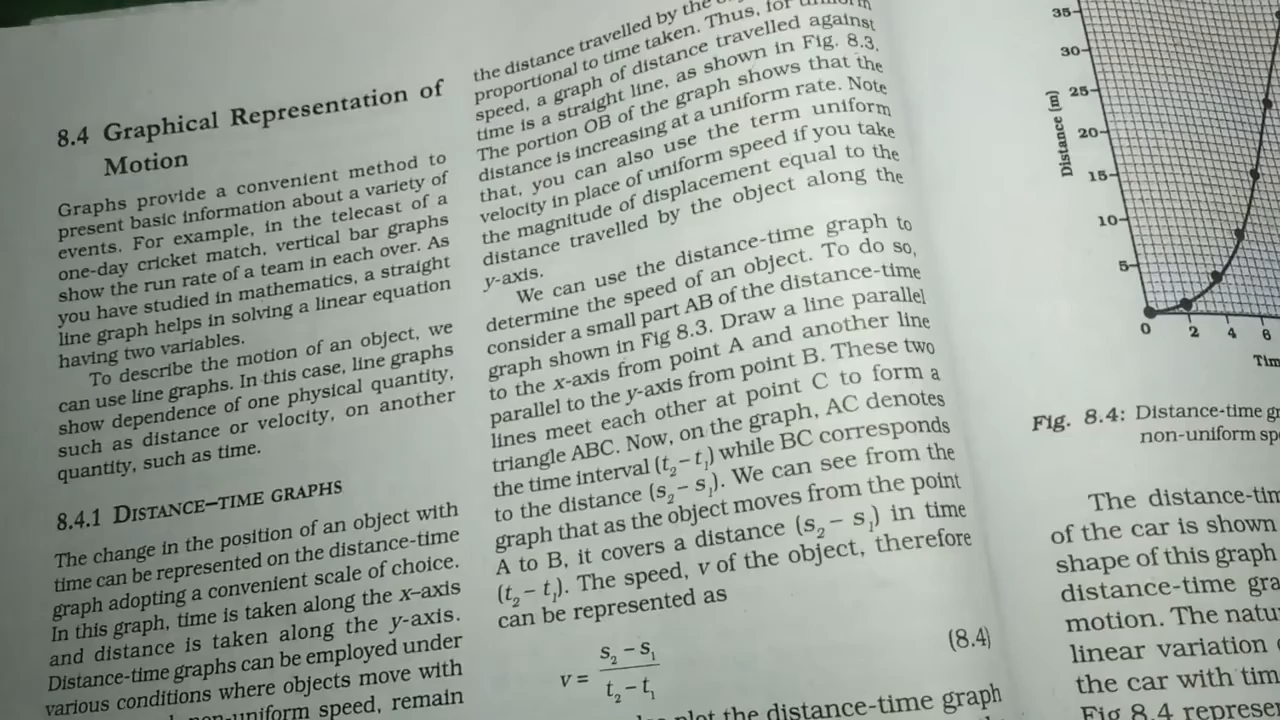 8.4 Graphical Representation of
Motion
Graphs provide a convenient method to
present basic information about a variety of
events. For example, in the telecast of a
one-day cricket match, vertical bar graphs
show the run rate of a team in each over. As
you have studied in mathematics, a straight
line graph helps in solving a linear equation
having two variables.
To describe the motion of an object, we
can use line graphs. In this case, line graphs
show dependence of one physical quantity,
such as distance or velocity, on another
quantity, such as time.
8.4.1 DISTANCE–TIME GRAPHS
The change in the position of an object with
time can be represented on the distance-time
graph adopting a convenient scale of choice.
In this graph, time is taken along the x–axis
and distance is taken along the y-axis.
Distance-time graphs can be employed under
various conditions where objects move with
non-uniform speed, remain
the distance travelled by the
proportional to time taken. Thus, for uniform
speed, a graph of distance travelled against
time is a straight line, as shown in Fig. 8.3.
The portion OB of the graph shows that the
distance is increasing at a uniform rate. Note
that, you can also use the term uniform
velocity in place of uniform speed if you take
the magnitude of displacement equal to the
distance travelled by the object along the
y-axis.
We can use the distance-time graph to
determine the speed of an object. To do so,
consider a small part AB of the distance-time
graph shown in Fig 8.3. Draw a line parallel
to the x-axis from point A and another line
parallel to the y-axis from point B. These two
lines meet each other at point C to form a
triangle ABC. Now, on the graph, AC denotes
the time interval (t₂ – t₁) while BC corresponds
to the distance (s₂ – s₁). We can see from the
graph that as the object moves from the point
A to B, it covers a distance (s₂ – s₁) in time
(t₂ – t₁). The speed, v of the object, therefore
can be represented as
v = (s₂ – s₁) / (t₂ – t₁) (8.4)
plot the distance-time graph
35
30
25
20
15
10
5
Distance (m)
0 2 4 6
Fig. 8.4: Distance-time
non-uniform
The distance-
of the car is shown
shape of this graph
distance-time
motion. The
linear variation
the car with
Fig 8.4